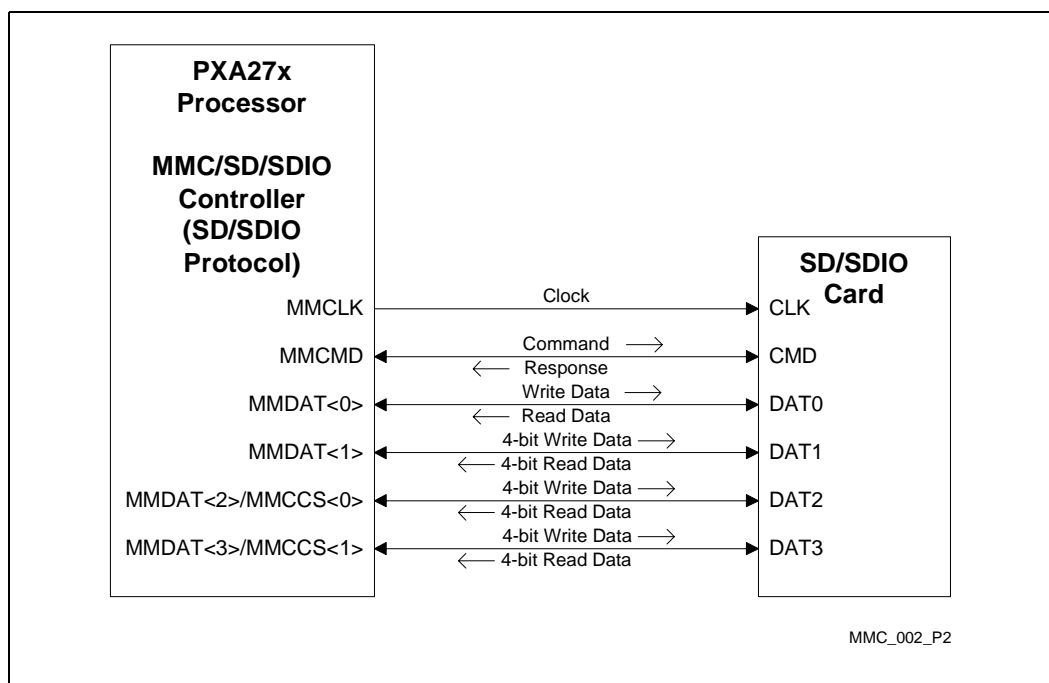 PXA27x
Processor
MMC/SD/SDIO
Controller
(SD/SDIO
Protocol)
SD/SDIO
Card
MMCLK
Clock
CLK
MMCMD
Command
Response
CMD
MMDAT<0>
Write Data
Read Data
DAT0
MMDAT<1>
4-bit Write Data
4-bit Read Data
DAT1
MMDAT<2>/MMCCS<0>
4-bit Write Data
4-bit Read Data
DAT2
MMDAT<3>/MMCCS<1>
4-bit Write Data
4-bit Read Data
DAT3
MMC_002_P2